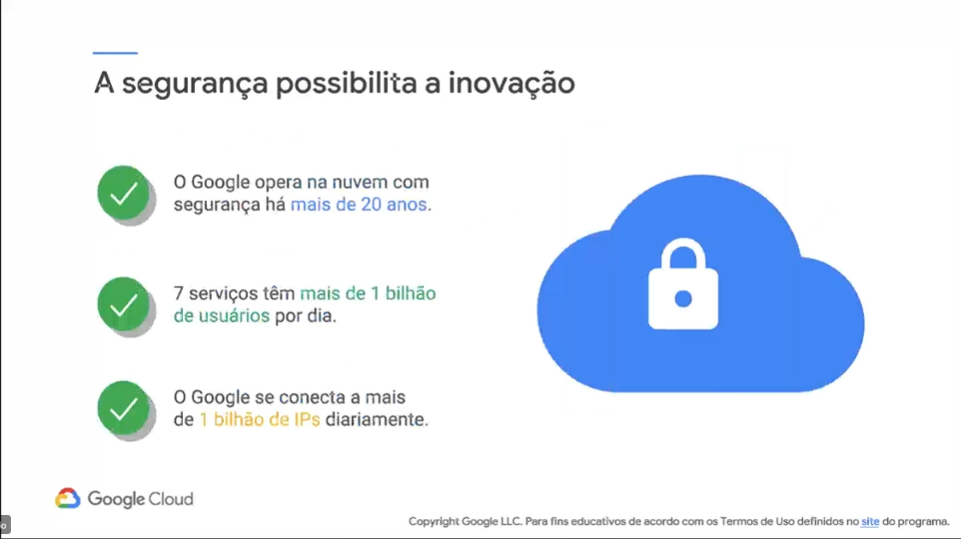 A segurança possibilita a inovação
O Google opera na nuvem com
segurança há mais de 20 anos.
7 serviços têm mais de 1 bilhão
de usuários por dia.
O Google se conecta a mais
de 1 bilhão de IPs diariamente.
Google Cloud
Copyright Google LLC. Para fins educativos de acordo com os Termos de Uso definidos no site do programa.